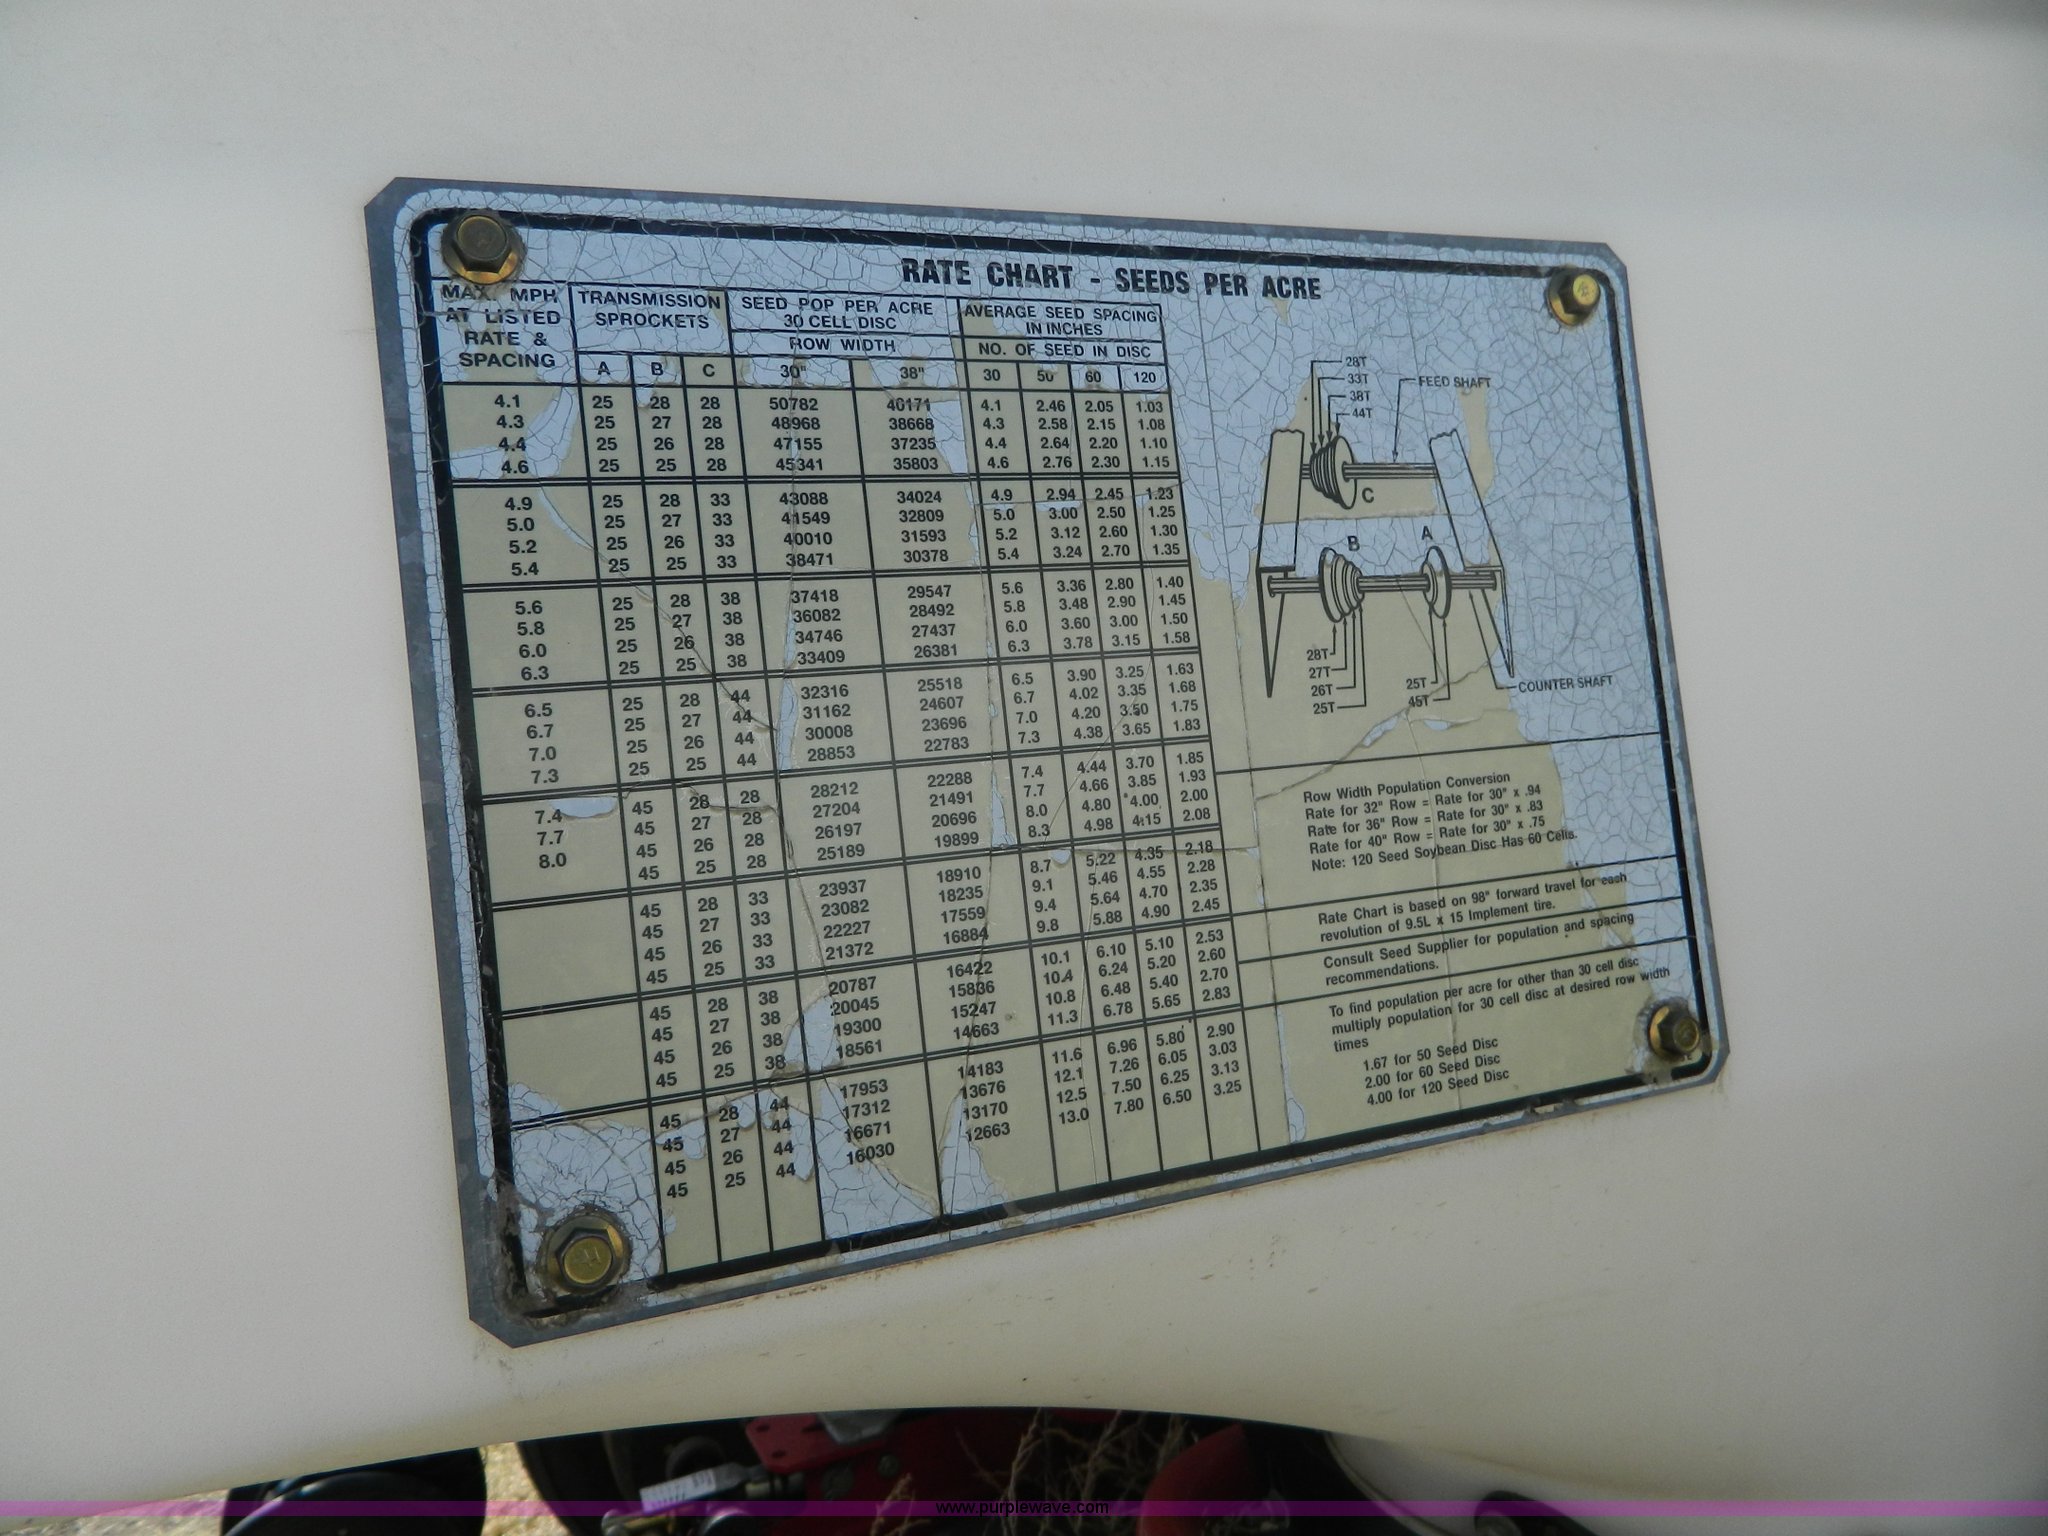 RATE CHART - SEEDS PER ACRE
MAX. MPH AT LISTED RATE & SPACING
TRANSMISSION SPROCKETS
SEED POP PER ACRE 30 CELL DISC
AVERAGE SEED SPACING IN INCHES
ROW WIDTH
NO. OF SEED IN DISC
A B C 30" 38" 30 50 60 120
4.1 25 28 28 50782 40171 4.1 2.46 2.05 1.03
4.3 25 27 28 48968 38668 4.3 2.58 2.15 1.08
4.4 25 26 28 47155 37235 4.4 2.64 2.20 1.10
4.6 25 25 28 45341 35803 4.6 2.76 2.30 1.15
4.9 25 28 33 43088 34024 4.9 2.94 2.45 1.23
5.0 25 27 33 41549 32809 5.0 3.00 2.50 1.25
5.2 25 26 33 40010 31593 5.2 3.12 2.60 1.30
5.4 25 25 33 38471 30378 5.4 3.24 2.70 1.35
5.6 25 28 38 37418 29547 5.6 3.36 2.80 1.40
5.8 25 27 38 36082 28492 5.8 3.48 2.90 1.45
6.0 25 26 38 34746 27437 6.0 3.60 3.00 1.50
6.3 25 25 38 33409 26381 6.3 3.78 3.15 1.58
6.5 25 28 44 32316 25518 6.5 3.90 3.25 1.63
6.7 25 27 44 31162 24607 6.7 4.02 3.35 1.68
7.0 25 26 44 30008 23696 7.0 4.20 3.50 1.75
7.3 25 25 44 28853 22783 7.3 4.38 3.65 1.83
7.4 45 28 28 28212 22288 7.4 4.44 3.70 1.85
7.7 45 27 28 27204 21491 7.7 4.66 3.85 1.93
8.0 45 26 28 26197 20696 8.0 4.80 4.00 2.00
45 25 28 25189 19899 8.3 4.98 4.15 2.08
45 28 33 23937 18910 8.7 5.22 4.35 2.18
45 27 33 23082 18235 9.1 5.46 4.55 2.28
45 26 33 22227 17559 9.4 5.64 4.70 2.35
45 25 33 21372 16884 9.8 5.88 4.90 2.45
45 28 38 20787 16422 10.1 6.10 5.10 2.53
45 27 38 20045 15836 10.4 6.24 5.20 2.60
45 26 38 19300 15247 10.8 6.48 5.40 2.70
45 25 38 18561 14663 11.3 6.78 5.65 2.83
45 28 44 17953 14183 11.6 6.96 5.80 2.90
45 27 44 17312 13676 12.1 7.26 6.05 3.03
45 26 44 16671 13170 12.5 7.50 6.25 3.13
45 25 44 16030 12663 13.0 7.80 6.50 3.25
28T
33T
38T
44T
FEED SHAFT
C
B
A
28T
27T
26T
25T
25T
45T
COUNTER SHAFT
Row Width Population Conversion
Rate for 32" Row = Rate for 30" x .94
Rate for 36" Row = Rate for 30" x .83
Rate for 40" Row = Rate for 30" x .75
Note: 120 Seed Soybean Disc Has 60 Cells.
Rate Chart is based on 98" forward travel for each
revolution of 9.5L x 15 Implement tire.
Consult Seed Supplier for population and spacing
recommendations.
To find population per acre for other than 30 cell disc
multiply population for 30 cell disc at desired row width
times
1.67 for 50 Seed Disc
2.00 for 60 Seed Disc
4.00 for 120 Seed Disc
www.purplewave.com